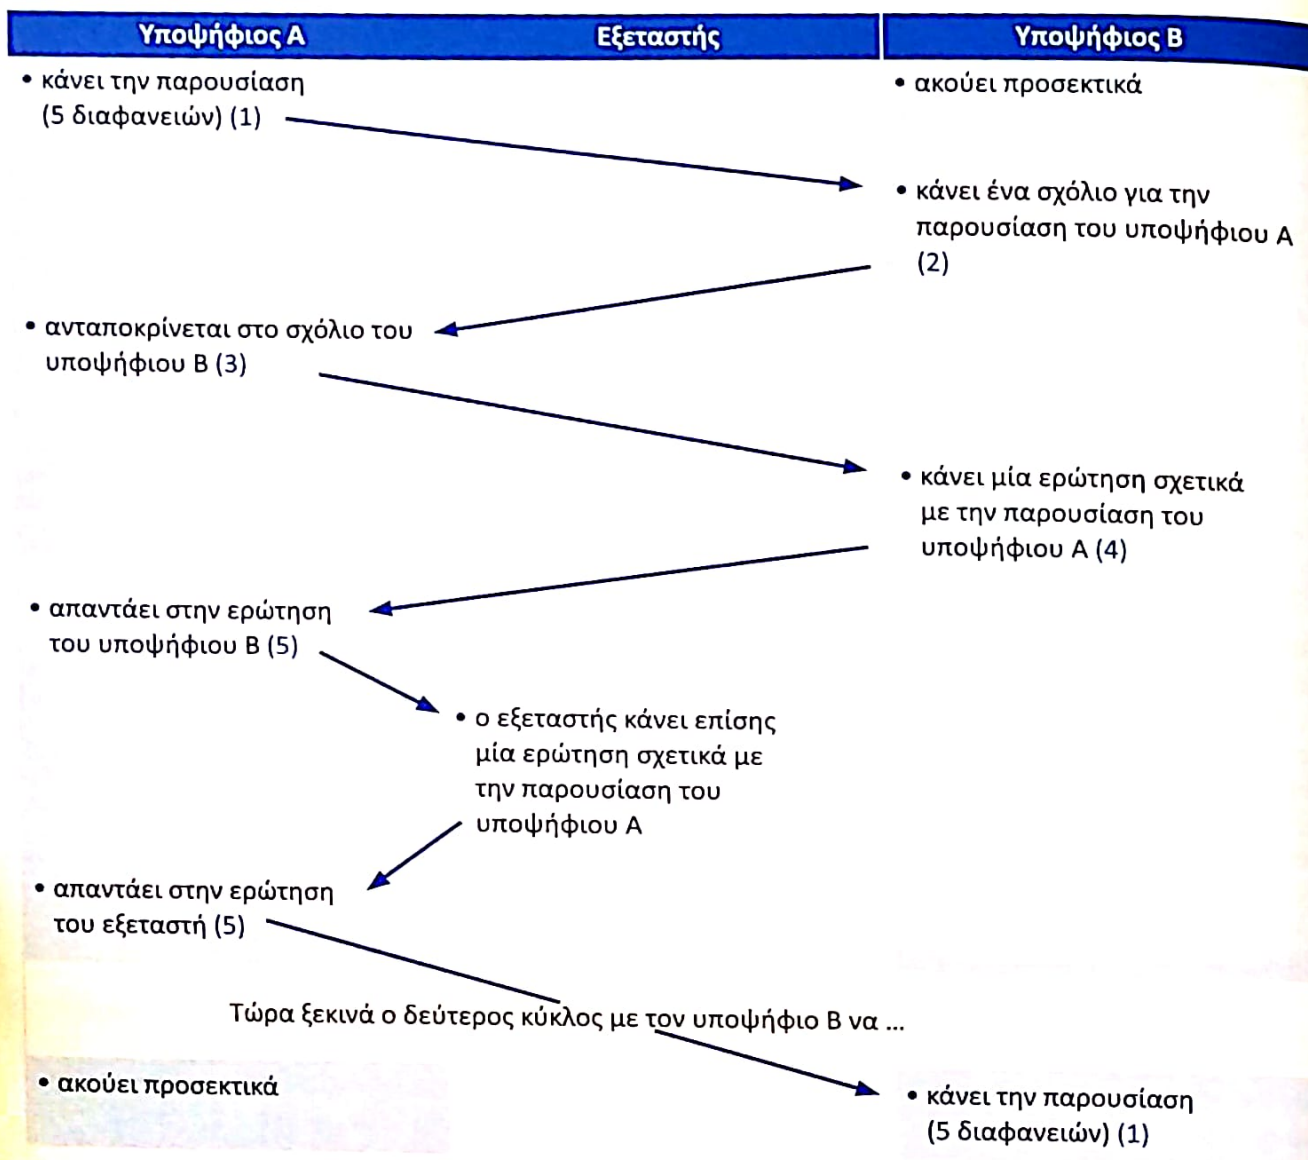 Υποψήφιος Α
Εξεταστής
Υποψήφιος Β
• κάνει την παρουσίαση
(5 διαφανειών) (1)
• ακούει προσεκτικά
• κάνει ένα σχόλιο για την
παρουσίαση του υποψήφιου Α
(2)
• ανταποκρίνεται στο σχόλιο του
υποψήφιου Β (3)
• κάνει μία ερώτηση σχετικά
με την παρουσίαση του
υποψήφιου Α (4)
• απαντάει στην ερώτηση
του υποψήφιου Β (5)
• ο εξεταστής κάνει επίσης
μία ερώτηση σχετικά με
την παρουσίαση του
υποψήφιου Α
• απαντάει στην ερώτηση
του εξεταστή (5)
Τώρα ξεκινά ο δεύτερος κύκλος με τον υποψήφιο Β να ...
• ακούει προσεκτικά
• κάνει την παρουσίαση
(5 διαφανειών) (1)